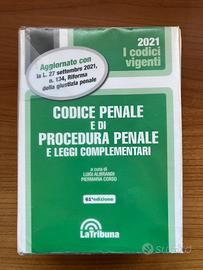 2021
I codici
vigenti
Aggiornato con
la L. 27 settembre 2021,
n. 134, Riforma
della giustizia penale
CODICE PENALE
E DI
PROCEDURA PENALE
E LEGGI COMPLEMENTARI
a cura di
LUIGI ALIBRANDI
PIERMARIA CORSO
61ª edizione
LaTribuna
subito